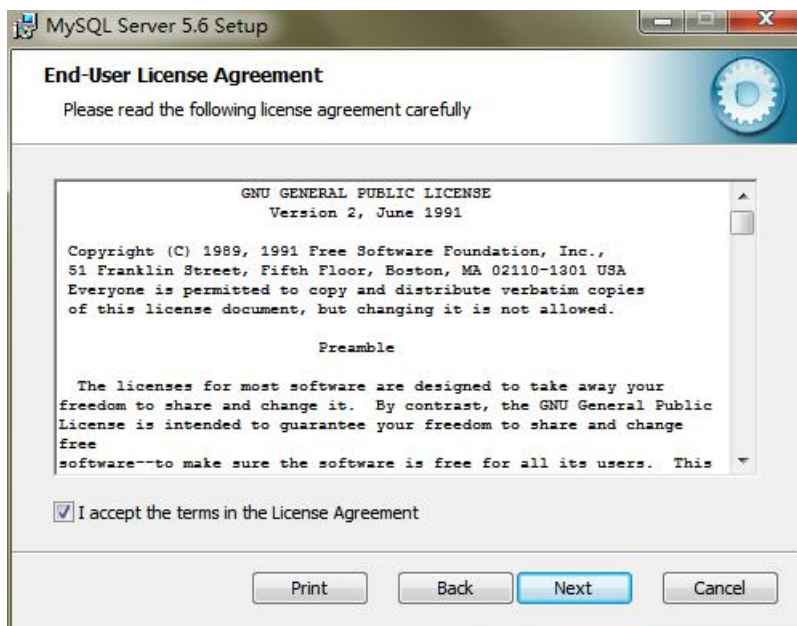 MySQL Server 5.6 Setup
End-User License Agreement
Please read the following license agreement carefully
GNU GENERAL PUBLIC LICENSE
Version 2, June 1991
Copyright (C) 1989, 1991 Free Software Foundation, Inc.,
51 Franklin Street, Fifth Floor, Boston, MA 02110-1301 USA
Everyone is permitted to copy and distribute verbatim copies
of this license document, but changing it is not allowed.
Preamble
The licenses for most software are designed to take away your
freedom to share and change it. By contrast, the GNU General Public
License is intended to guarantee your freedom to share and change
free
software--to make sure the software is free for all its users. This
I accept the terms in the License Agreement
Print Back Next Cancel